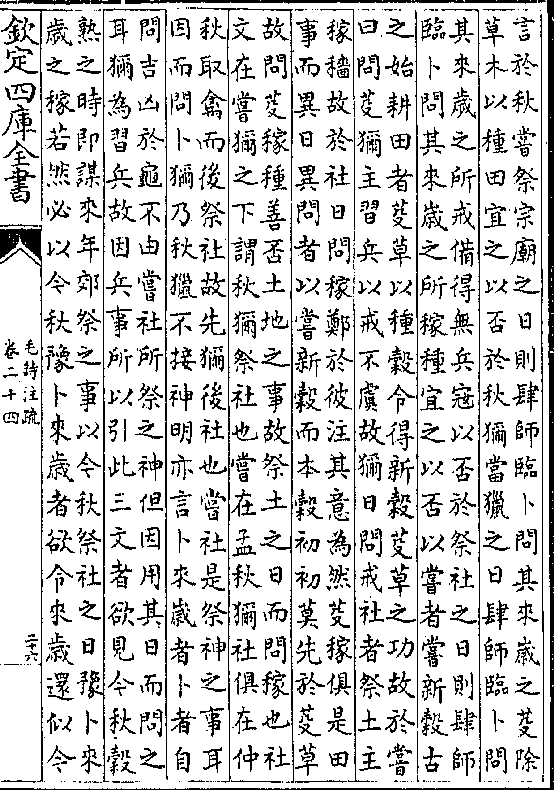 言於秋嘗祭宗廟之日則肆師臨卜問其來歲之芟除
草木以種田宜之以否於秋獮當獵之日肆師臨卜問
其來歲之所戒備得無兵寇以否於祭社之日則肆師
臨卜問其來歲之所稼種宜之以否以嘗者嘗新穀古
之始耕田者芟草以種穀令得新穀芟草之功故於嘗
日問芟獮主習兵以戒不虞故獮日問戒社者祭土主
稼穡故於社日問稼鄭於彼注其意為然芟稼俱是田
事而異日異問者以嘗新穀而本穀初初莫先於芟草
故問芟稼種善否土地之事故祭土之日而問稼也社
文在嘗獮之下謂秋獮祭社也嘗在孟秋獮社俱在仲
秋取禽而後祭社故先獮後社也嘗社是祭神之事耳
因而問卜獮乃秋獵不接神明亦言卜來歲者卜者自
問吉凶於龜不由嘗社所祭之神但因用其日而問之
耳獮為習兵故因兵事所以引此三文者欲見今秋穀
熟之時即謀來年郊祭之事以今秋祭社之日豫卜來
歲之稼若然必以今秋豫卜來歲者欲令來歲還似今
欽定四庫全書
毛詩注疏
卷二十四
二十六